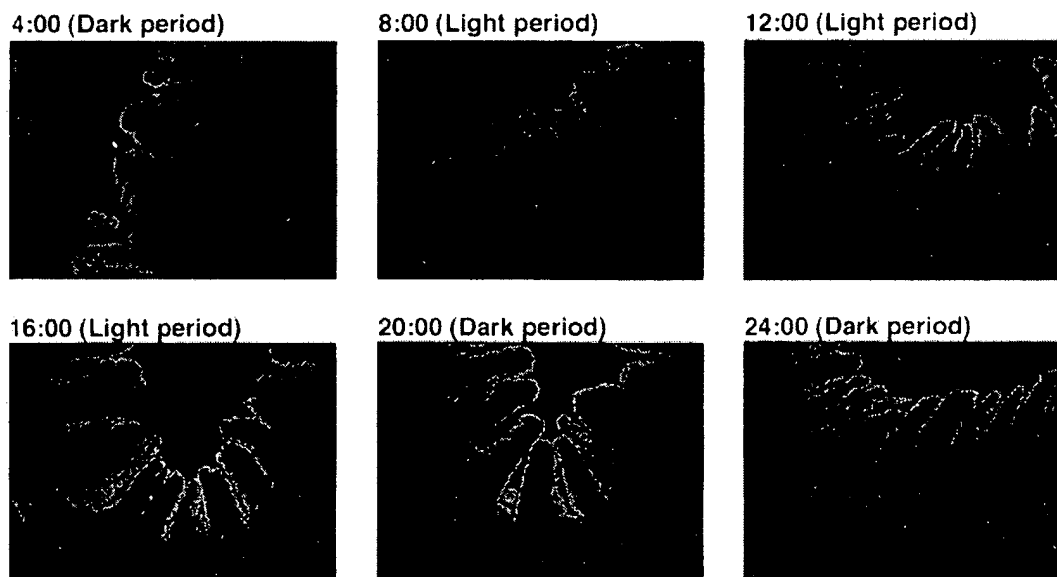 4:00 (Dark period)
8:00 (Light period)
12:00 (Light period)
16:00 (Light period)
20:00 (Dark period)
24:00 (Dark period)